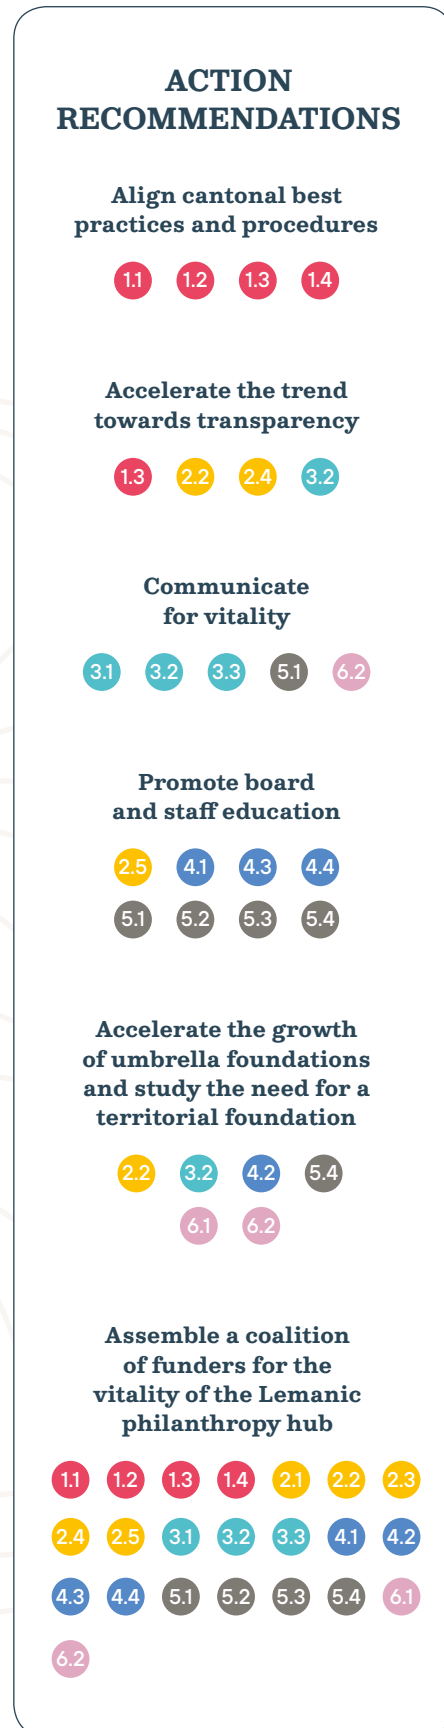 ACTION
RECOMMENDATIONS
Align cantonal best
practices and procedures
1.1 1.2 1.3 1.4
Accelerate the trend
towards transparency
1.3 2.2 2.4 3.2
Communicate
for vitality
3.1 3.2 3.3 5.1 6.2
Promote board
and staff education
2.5 4.1 4.3 4.4
5.1 5.2 5.3 5.4
Accelerate the growth
of umbrella foundations
and study the need for a
territorial foundation
2.2 3.2 4.2 5.4
6.1 6.2
Assemble a coalition
of funders for the
vitality of the Lemanic
philanthropy hub
1.1 1.2 1.3 1.4 2.1 2.2 2.3
2.4 2.5 3.1 3.2 3.3 4.1 4.2
4.3 4.4 5.1 5.2 5.3 5.4 6.1
6.2